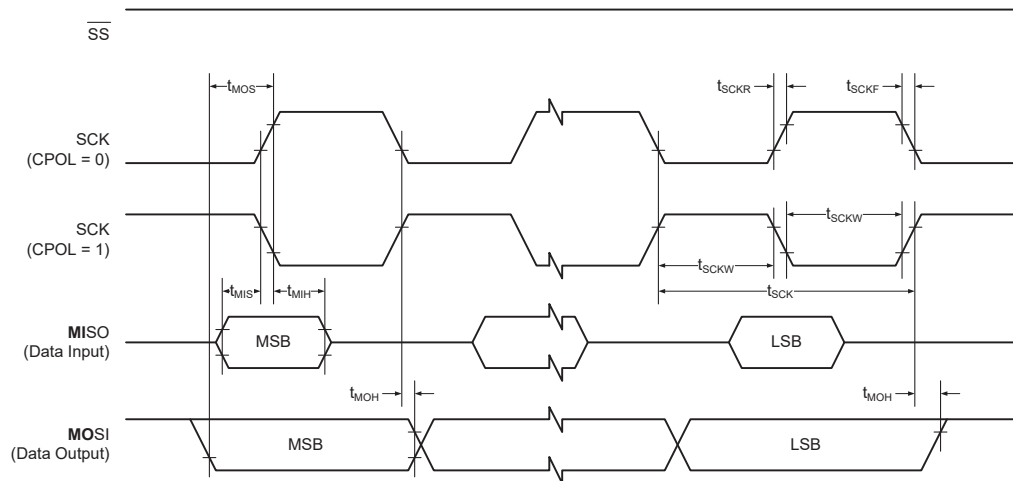 SS
tMOS
tSCKR
tSCKF
SCK
(CPOL = 0)
SCK
(CPOL = 1)
tSCKW
tSCKW
tSCK
tMIS
tMIH
MISO
(Data Input)
MSB
LSB
tMOH
tMOH
MOSI
(Data Output)
MSB
LSB